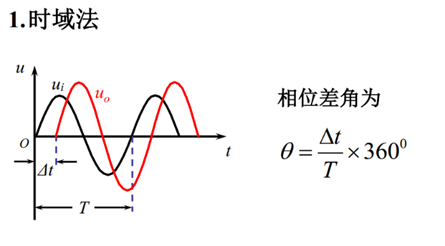 1.时域法
u
uᵢ
uₒ
相位差角为
O
t
Δt
θ = Δt/T ×360⁰
T